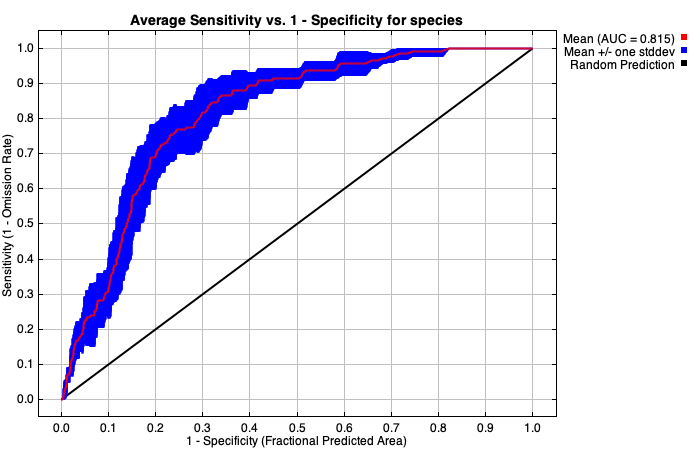 Average Sensitivity vs. 1 - Specificity for species
Mean (AUC = 0.815)
Mean +/- one stddev
Random Prediction
Sensitivity (1 - Omission Rate)
1.0
0.9
0.8
0.7
0.6
0.5
0.4
0.3
0.2
0.1
0.0
0.0 0.1 0.2 0.3 0.4 0.5 0.6 0.7 0.8 0.9 1.0
1 - Specificity (Fractional Predicted Area)